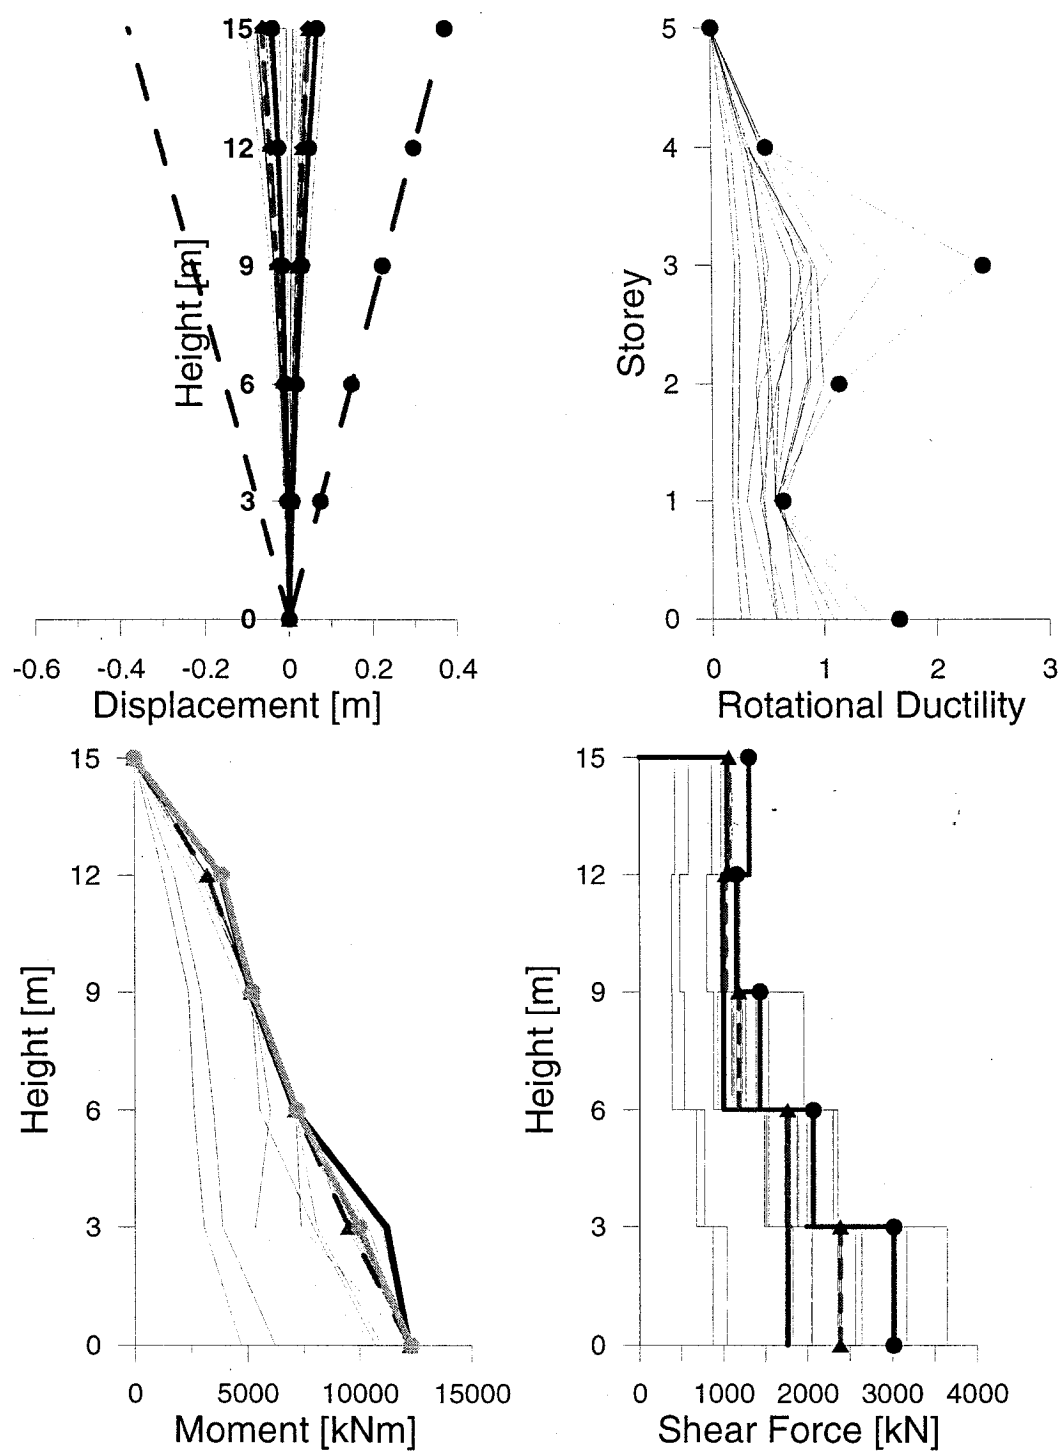 15
12
9
6
3
0
Height [m]
-0.6 -0.4 -0.2 0 0.2 0.4
Displacement [m]
5
4
3
2
1
0
Storey
0 1 2 3
Rotational Ductility
15
12
9
6
3
0
Height [m]
0 5000 10000 15000
Moment [kNm]
15
12
9
6
3
0
Height [m]
0 1000 2000 3000 4000
Shear Force [kN]